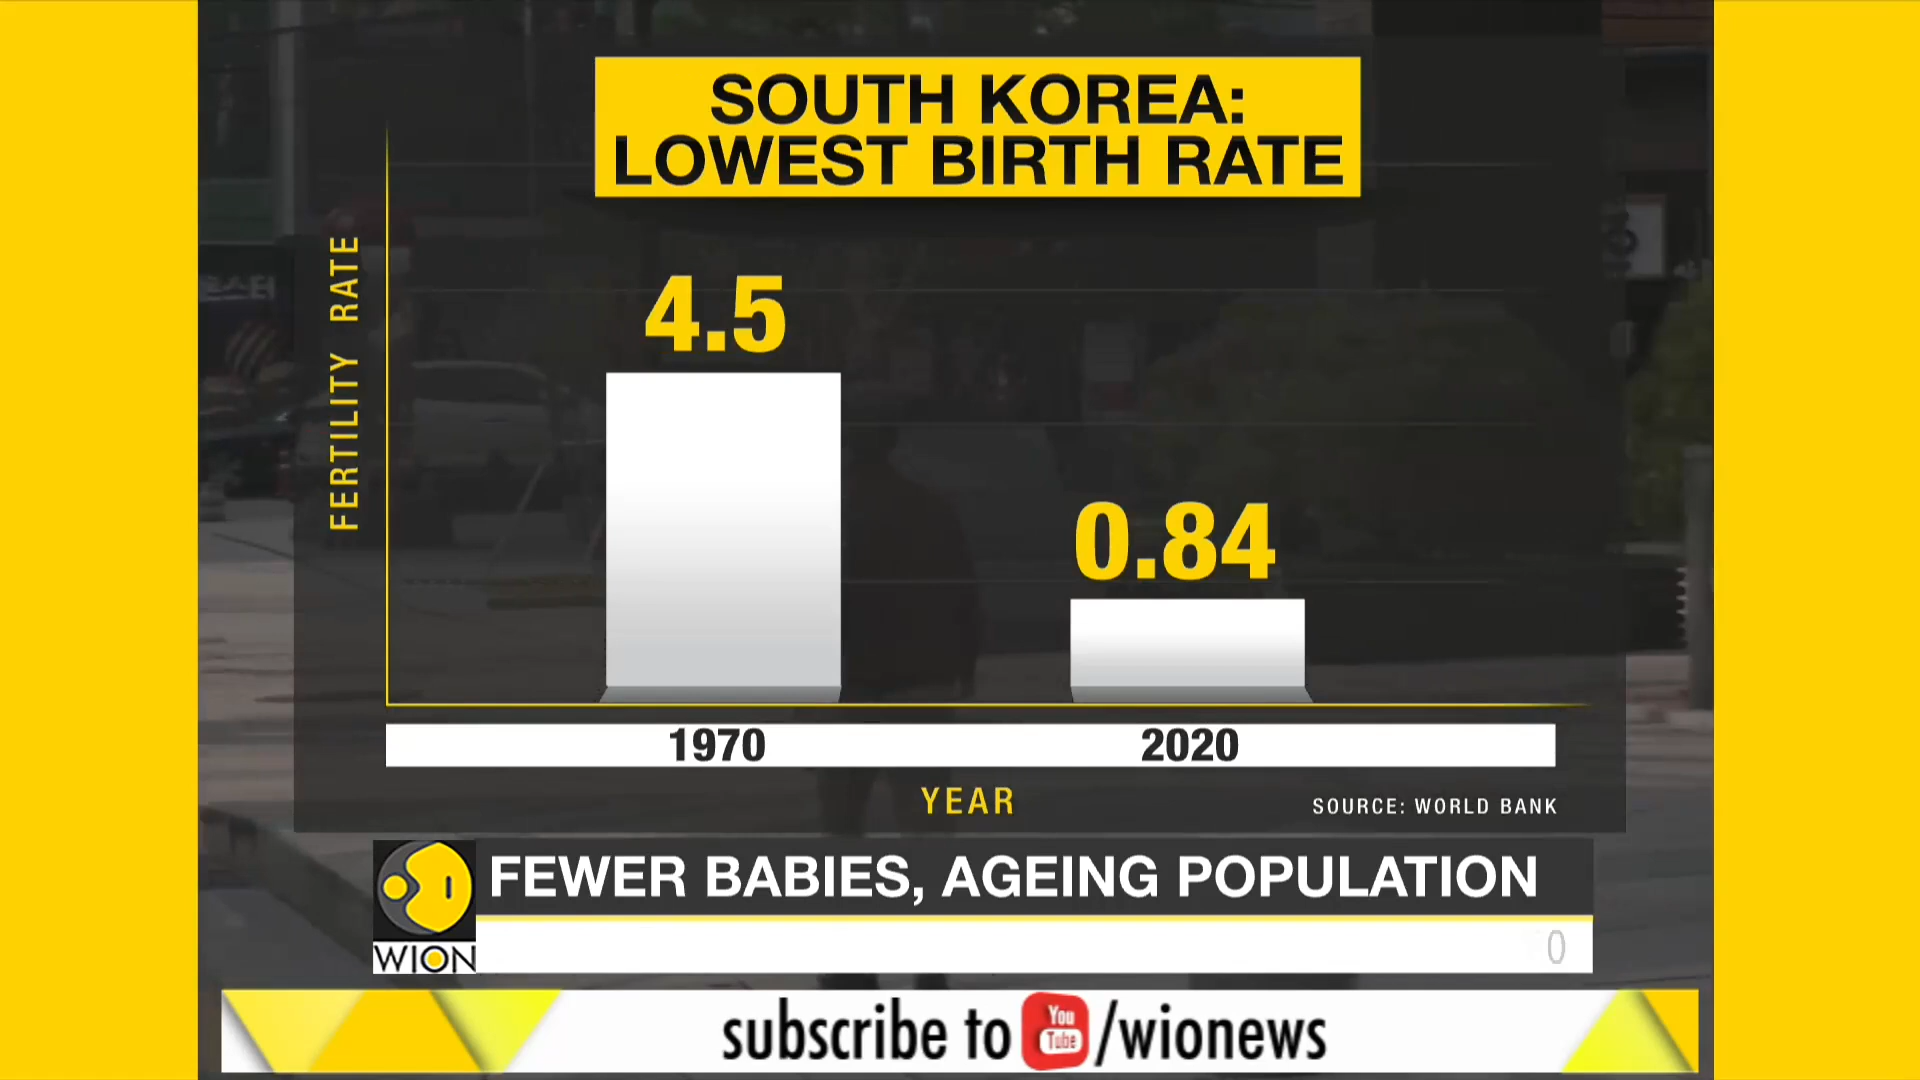 SOUTH KOREA:
LOWEST BIRTH RATE
FERTILITY RATE
4.5
0.84
1970
2020
YEAR
SOURCE: WORLD BANK
FEWER BABIES, AGEING POPULATION
WION
0
subscribe to You Tube /wionews